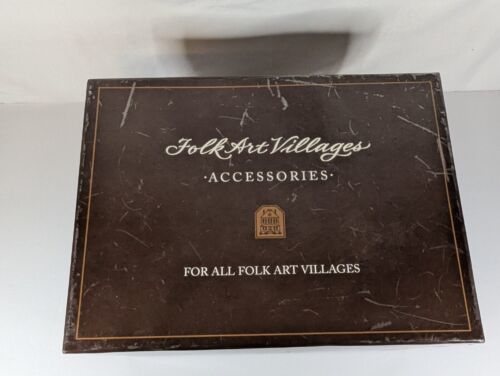 Folk Art Villages
·ACCESSORIES·
FOR ALL FOLK ART VILLAGES